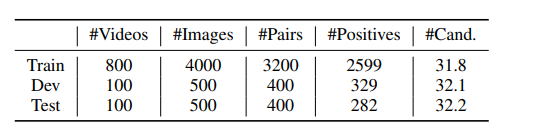 #Videos #Images #Pairs #Positives #Cand.
Train 800 4000 3200 2599 31.8
Dev 100 500 400 329 32.1
Test 100 500 400 282 32.2